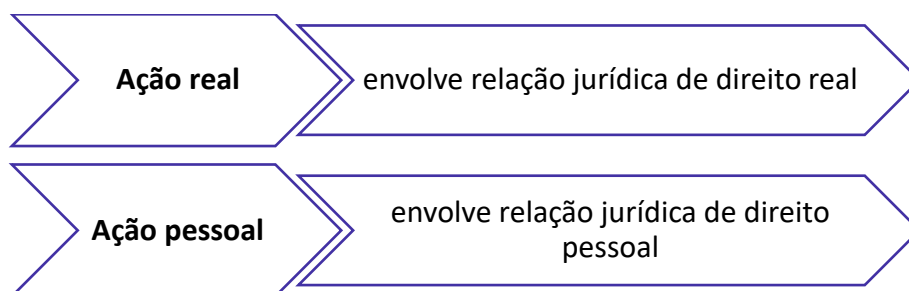 Ação real
envolve relação jurídica de direito real
Ação pessoal
envolve relação jurídica de direito
pessoal